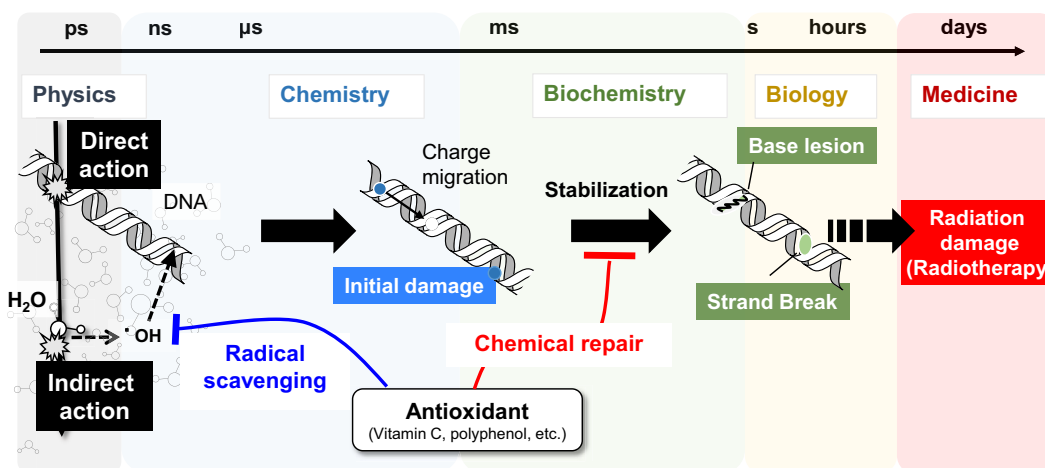 ps ns µs ms s hours days
Physics Chemistry Biochemistry Biology Medicine
Direct
action
DNA
Charge
migration
Stabilization
Base lesion
Radiation
damage
(Radiotherapy)
Initial damage
Strand Break
H₂O
·OH
Radical
scavenging
Chemical repair
Indirect
action
Antioxidant
(Vitamin C, polyphenol, etc.)